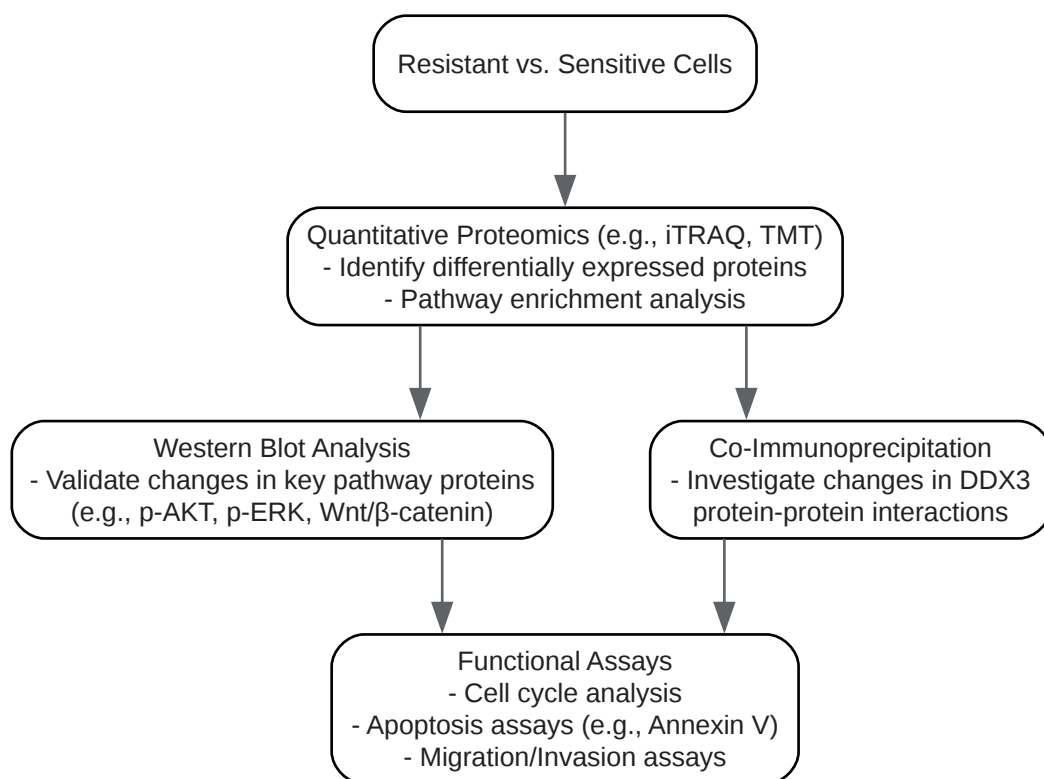 Resistant vs. Sensitive Cells
Quantitative Proteomics (e.g., iTRAQ, TMT)
- Identify differentially expressed proteins
- Pathway enrichment analysis
Western Blot Analysis
- Validate changes in key pathway proteins
(e.g., p-AKT, p-ERK, Wnt/β-catenin)
Co-Immunoprecipitation
- Investigate changes in DDX3
protein-protein interactions
Functional Assays
- Cell cycle analysis
- Apoptosis assays (e.g., Annexin V)
- Migration/Invasion assays